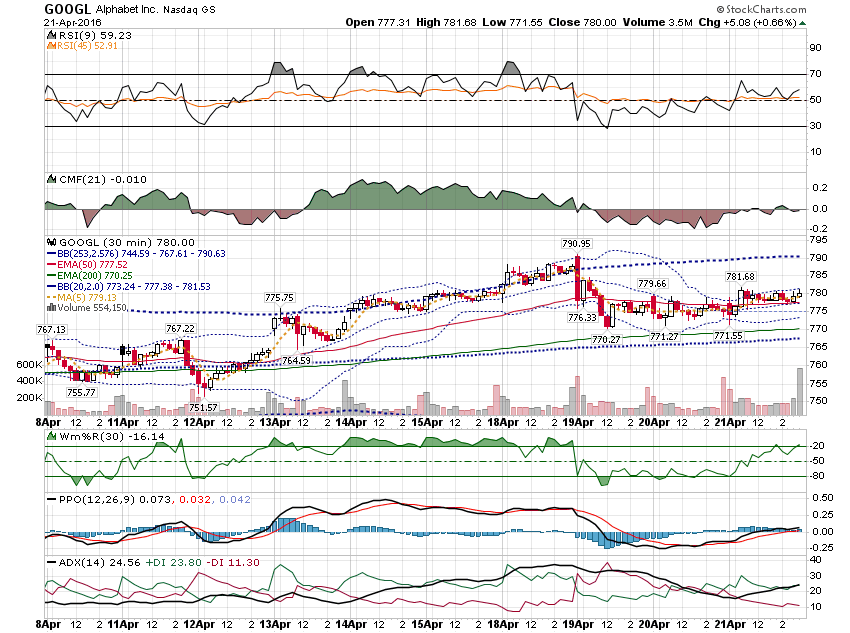 GOOGL Alphabet Inc. Nasdaq GS © StockCharts.com
21-Apr-2016 Open 777.31 High 781.68 Low 771.55 Close 780.00 Volume 3.5M Chg +5.08 (+0.66%)
RSI(9) 59.23
RSI(45) 52.91
90
70
50
30
10
CMF(21) -0.010
0.2
0.0
-0.2
GOOGL (30 min) 780.00
BB(253,2.576) 744.59 - 767.61 - 790.63
EMA(50) 777.52
EMA(200) 770.25
BB(20,2.0) 773.24 - 777.38 - 781.53
MA(5) 779.13
Volume 554,150
790.95
779.66
781.68
775.75
776.33
767.13
767.22
764.59
770.27
771.27
771.55
755.77
751.57
795
790
785
780
775
770
765
760
755
750
600K
400K
200K
8Apr 12 2 11Apr 12 2 12Apr 12 2 13Apr 12 2 14Apr 12 2 15Apr 12 2 18Apr 12 2 19Apr 12 2 20Apr 12 2 21Apr 12 2
Wm%R(30) -16.14
-20
-50
-80
PPO(12,26,9) 0.073, 0.032, 0.042
0.50
0.25
0.00
-0.25
ADX(14) 24.56 +DI 23.80 -DI 11.30
40
30
20
10
8Apr 12 2 11Apr 12 2 12Apr 12 2 13Apr 12 2 14Apr 12 2 15Apr 12 2 18Apr 12 2 19Apr 12 2 20Apr 12 2 21Apr 12 2